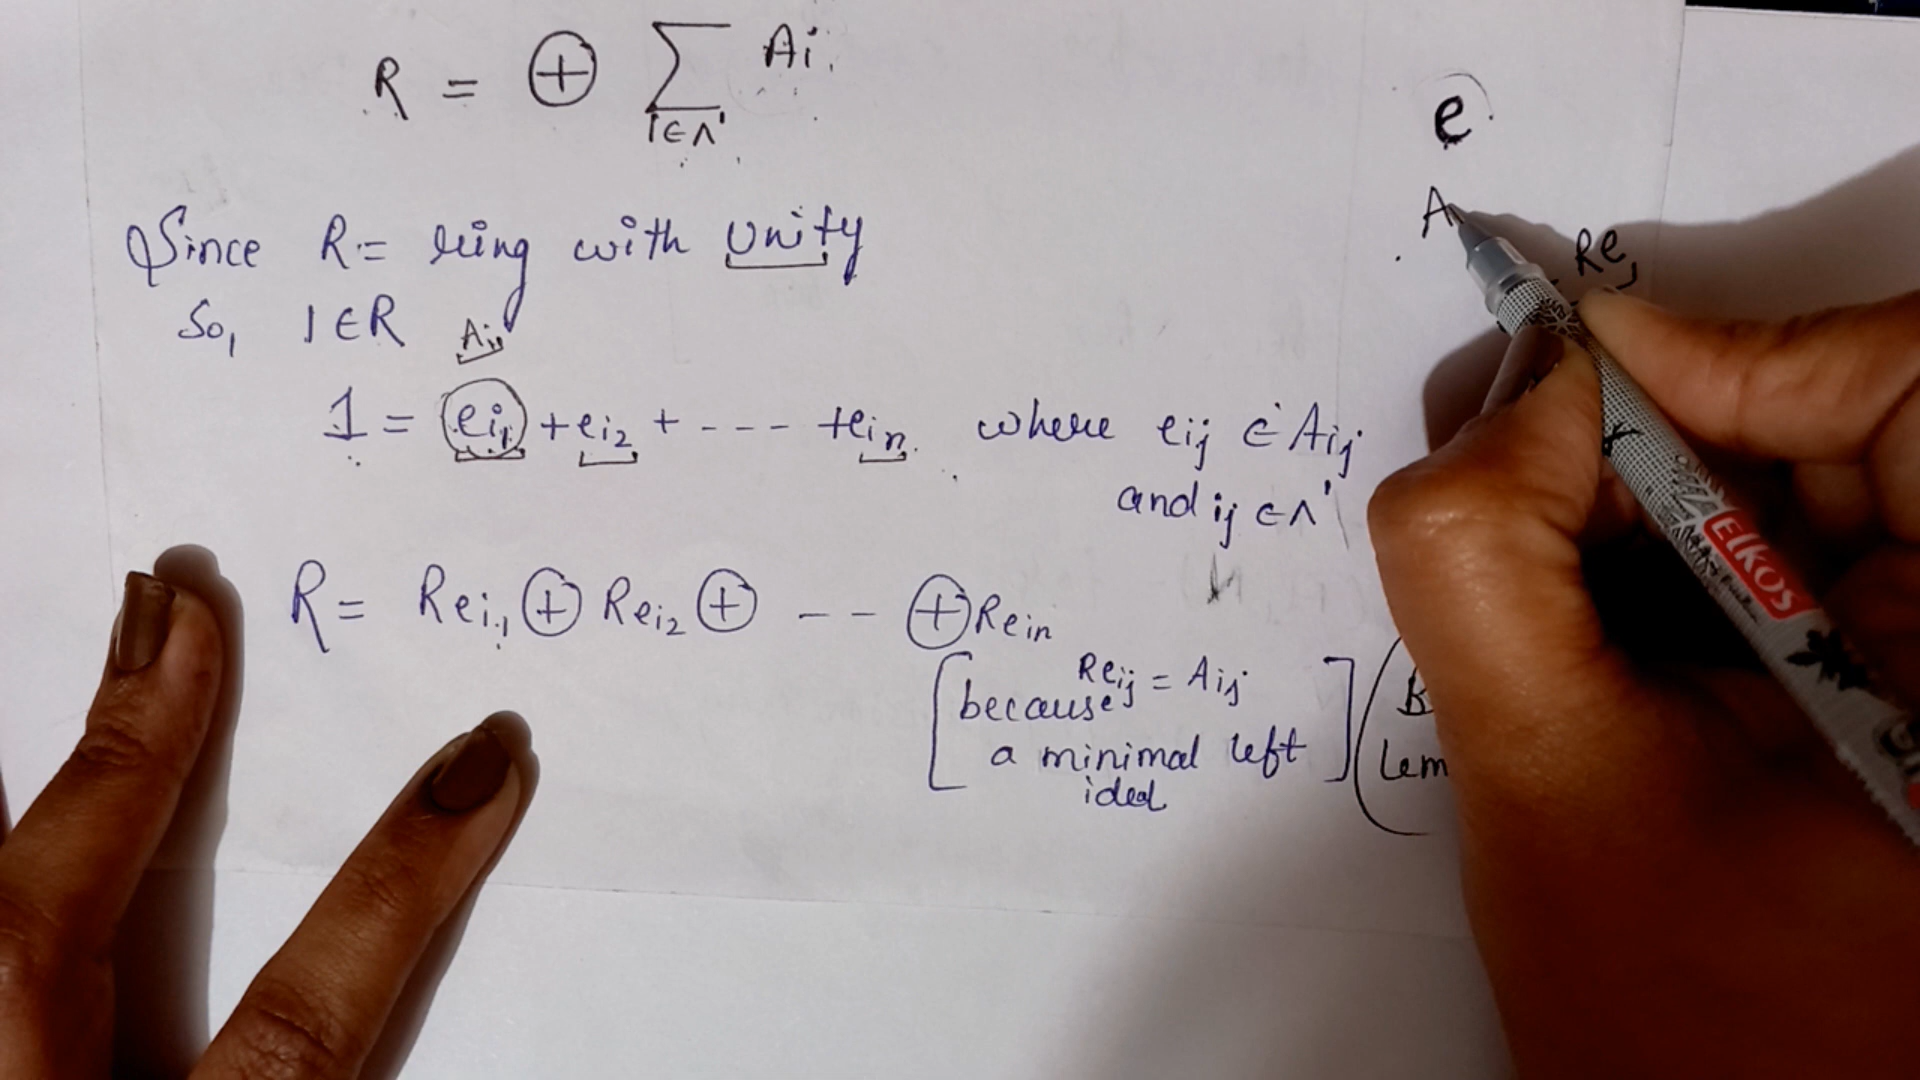 R = ⊕ ∑ Ai
i∈Λ'
e
A
Re
Since R = ring with Unity
So, 1 ∈ R
Ai1
1 = ei1 + ei2 + ---- + ein where eij ∈ Aij
and ij ∈ Λ'
R = Rei1 ⊕ Rei2 ⊕ -- ⊕ Rein
[because Reij = Aij
a minimal left
ideal]
ELKOS